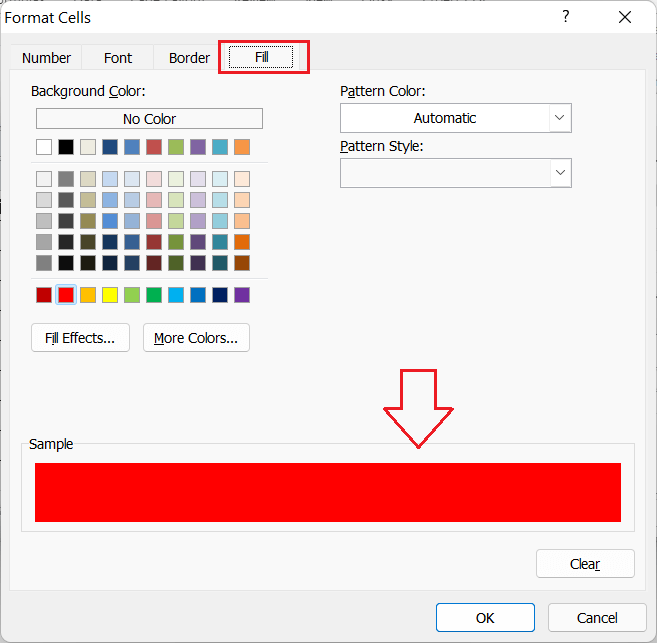 Format Cells ?
Number Font Border Fill
Background Color: Pattern Color:
No Color Automatic
Pattern Style:
Fill Effects... More Colors...
Sample
Clear
OK Cancel